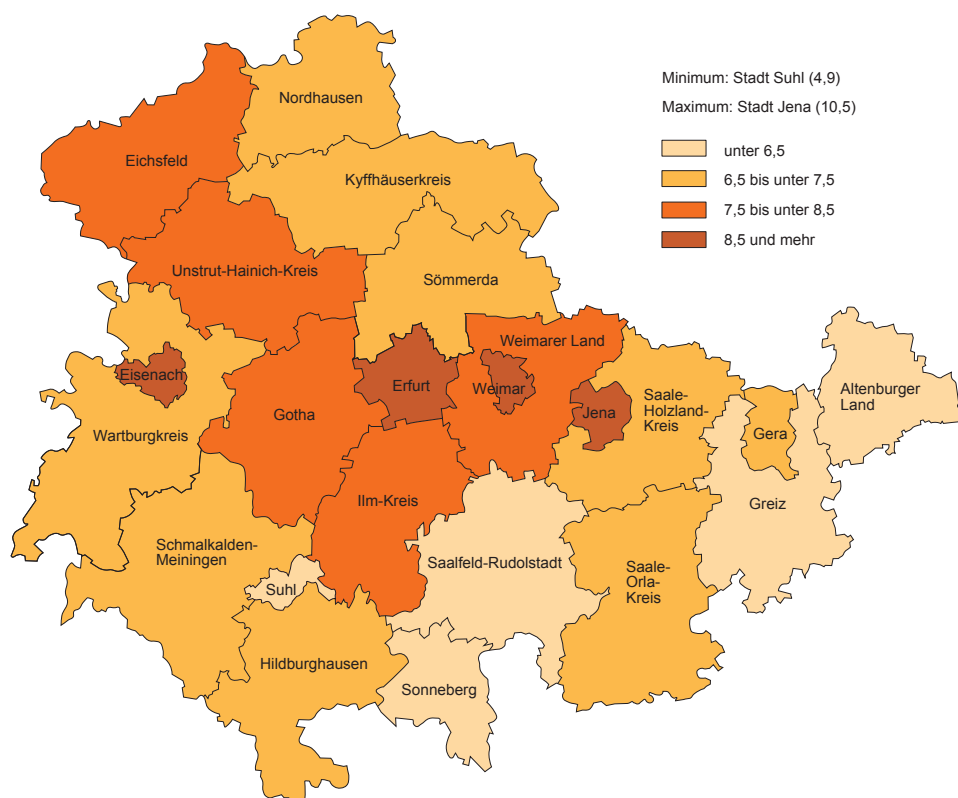 Minimum: Stadt Suhl (4,9)
Maximum: Stadt Jena (10,5)
unter 6,5
6,5 bis unter 7,5
7,5 bis unter 8,5
8,5 und mehr
Nordhausen
Eichsfeld
Kyffhäuserkreis
Unstrut-Hainich-Kreis
Sömmerda
Weimarer Land
Eisenach
Erfurt
Weimar
Altenburger
Land
Saale-
Holzland-
Kreis
Gotha
Jena
Wartburgkreis
Gera
Ilm-Kreis
Greiz
Schmalkalden-
Meiningen
Saalfeld-Rudolstadt
Saale-
Orla-
Kreis
Suhl
Hildburghausen
Sonneberg